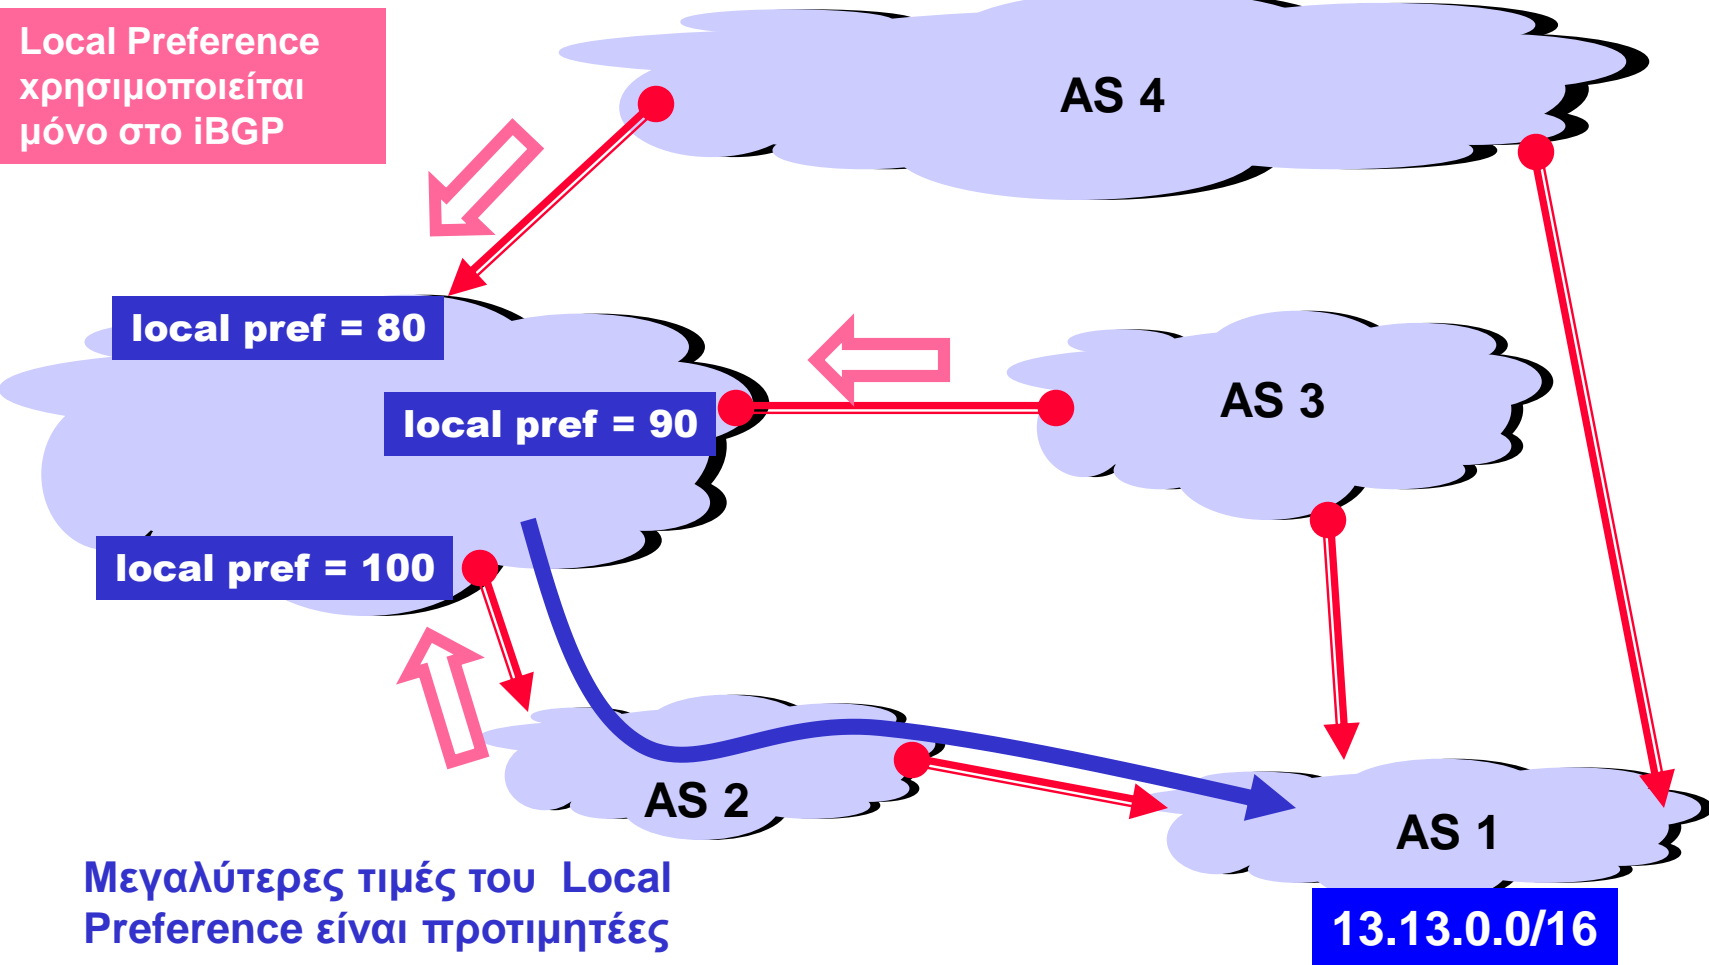 Local Preference
χρησιμοποιείται
μόνο στο iBGP
AS 4
local pref = 80
local pref = 90
AS 3
local pref = 100
AS 2
AS 1
Μεγαλύτερες τιμές του Local
Preference είναι προτιμητέες
13.13.0.0/16